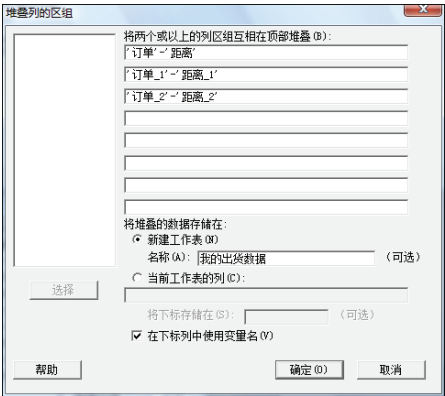 堆叠列的区组
将两个或以上的列区组互相在顶部堆叠(B):
'订单'-'距离'
'订单_1'-'距离_1'
'订单_2'-'距离_2'
将堆叠的数据存储在:
新建工作表(N)
名称(A): 我的出货数据 (可选)
当前工作表的列(C):
选择
将下标存储在(S): (可选)
在下标列中使用变量名(V)
帮助 确定(O) 取消